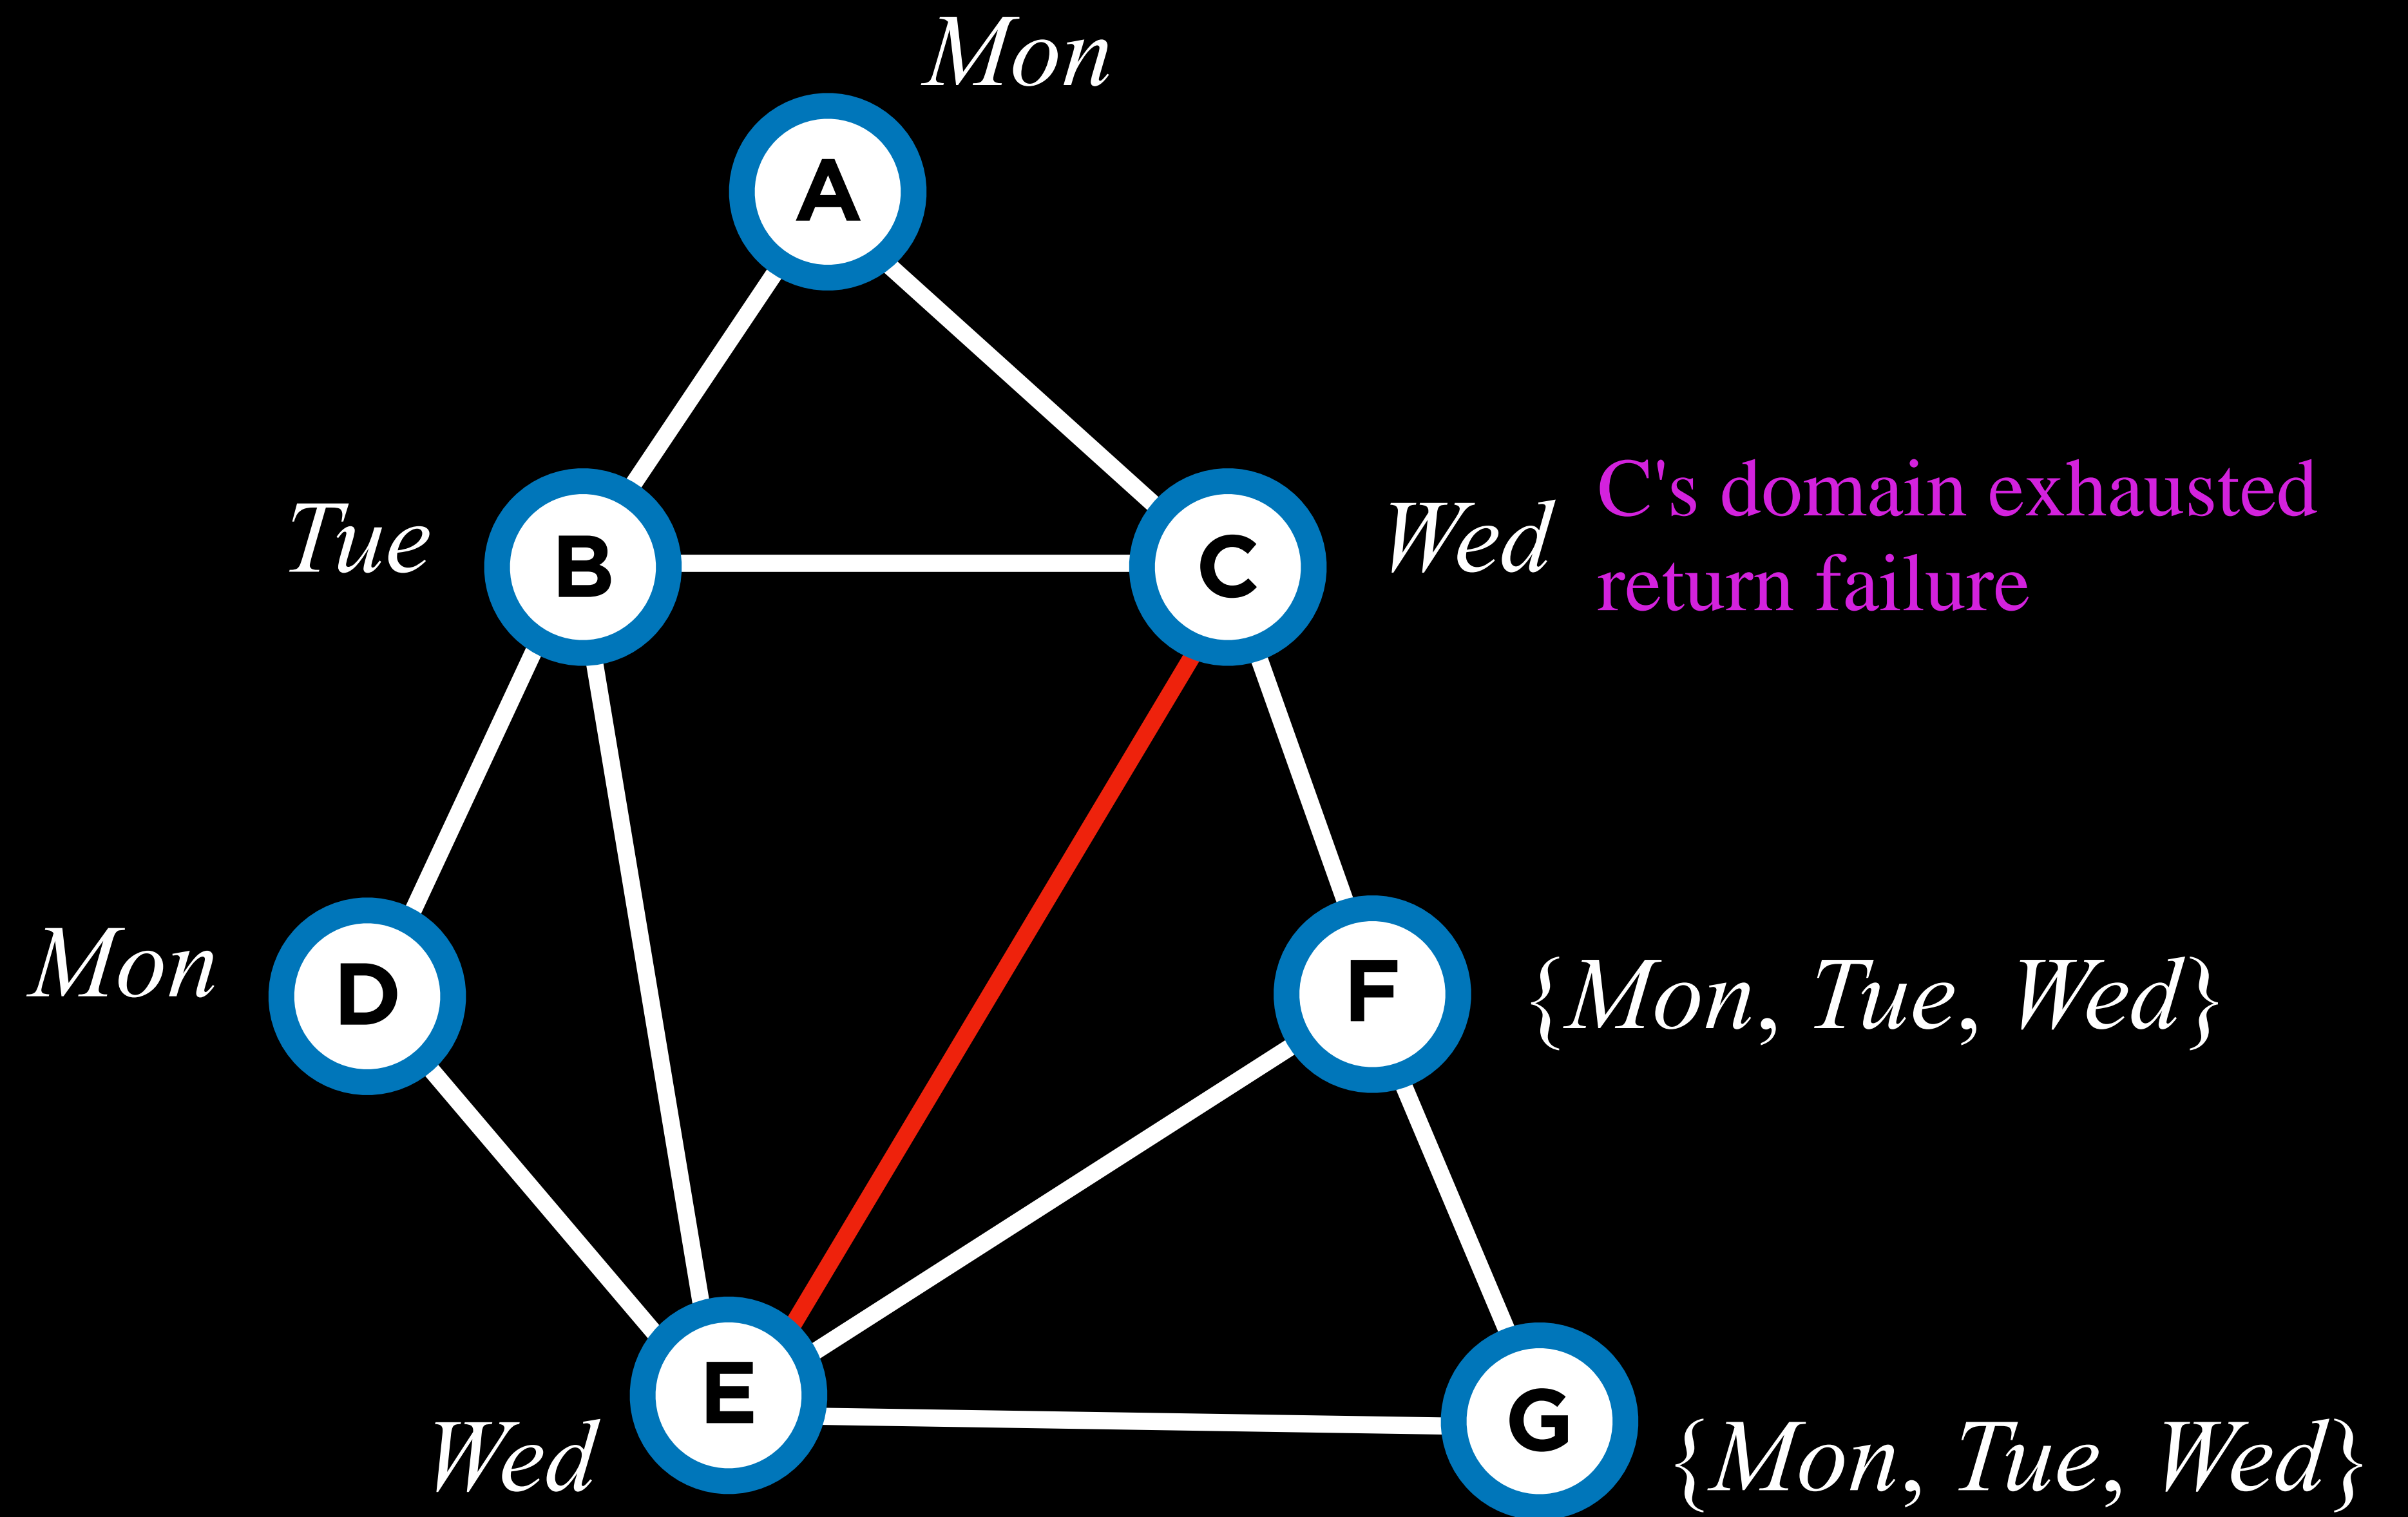 Mon
A
Tue
B
C
Wed
C's domain exhausted
return failure
Mon
D
F
{Mon, Tue, Wed}
E
Wed
G
{Mon, Tue, Wed}